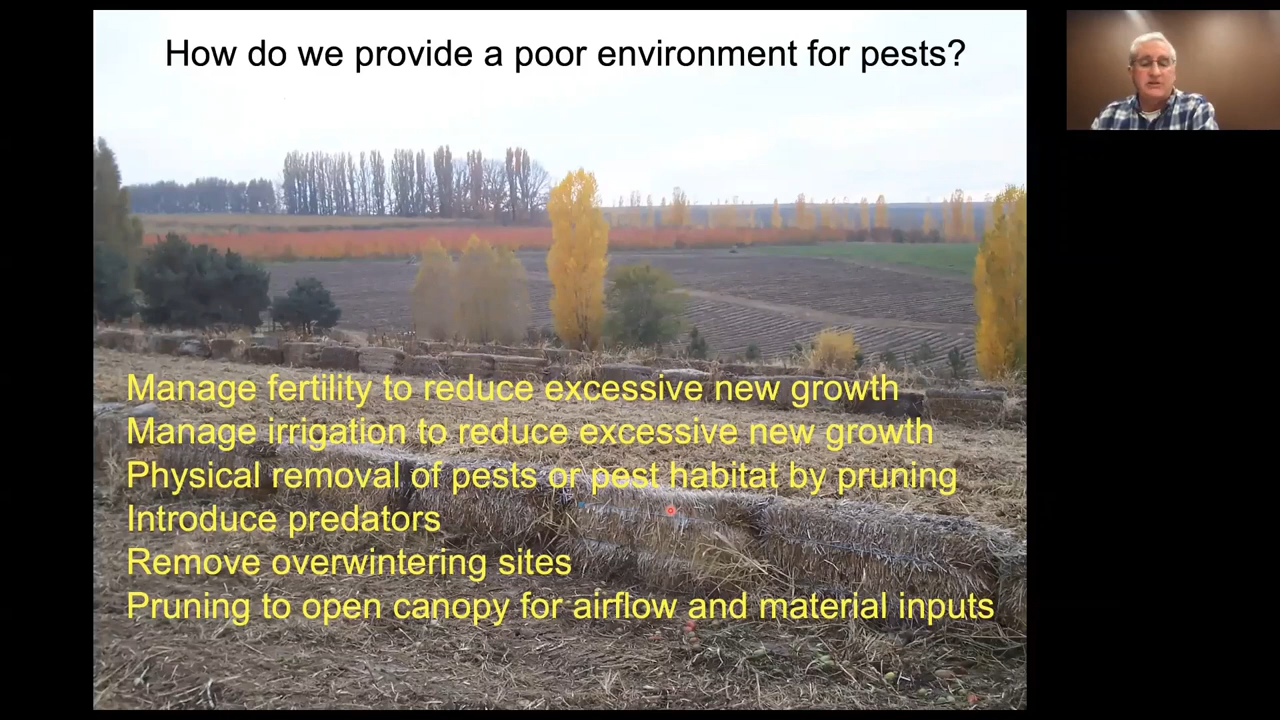 How do we provide a poor environment for pests?
Manage fertility to reduce excessive new growth
Manage irrigation to reduce excessive new growth
Physical removal of pests or pest habitat by pruning
Introduce predators
Remove overwintering sites
Pruning to open canopy for airflow and material inputs